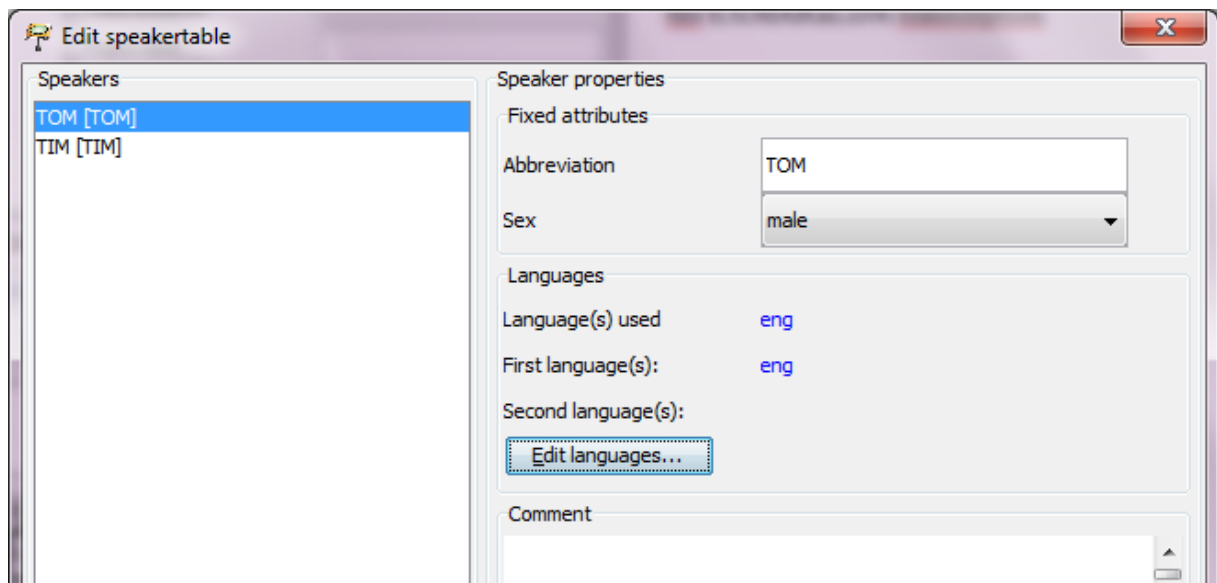 Edit speakertable
Speakers
TOM [TOM]
TIM [TIM]
Speaker properties
Fixed attributes
Abbreviation TOM
Sex male
Languages
Language(s) used eng
First language(s): eng
Second language(s):
Edit languages...
Comment